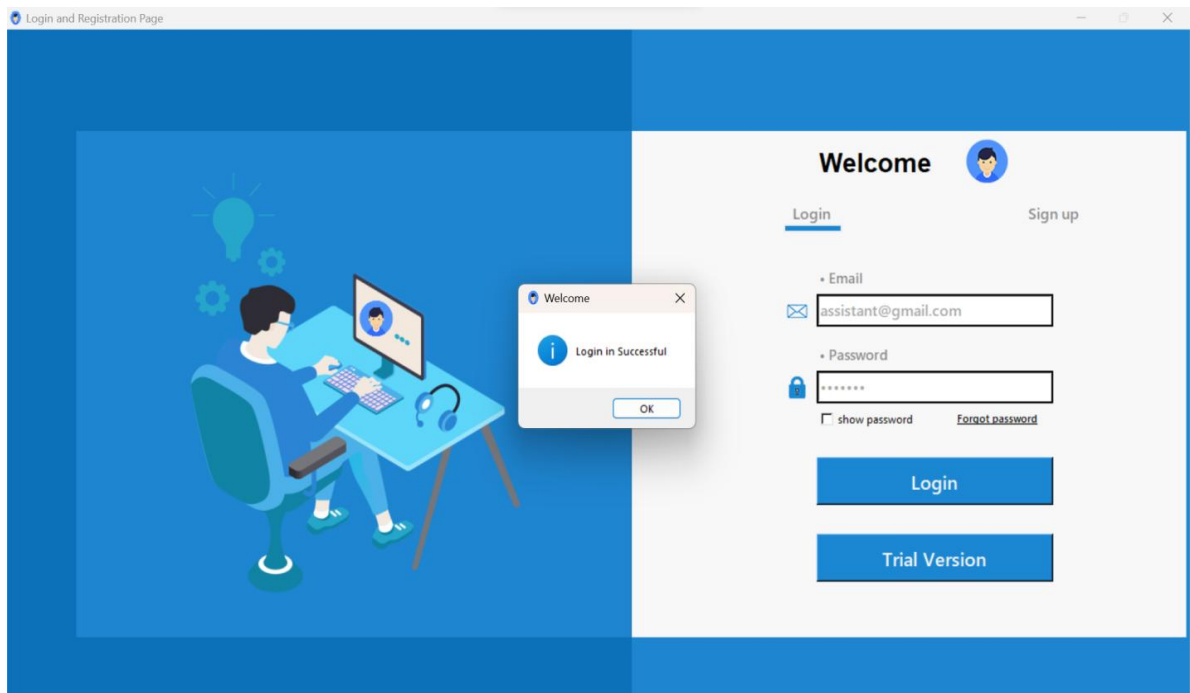 Login and Registration Page
Welcome
Login Sign up
• Email
assistant@gmail.com
• Password
•••••••
show password Forgot password
Login
Trial Version
Welcome
Login in Successful
OK